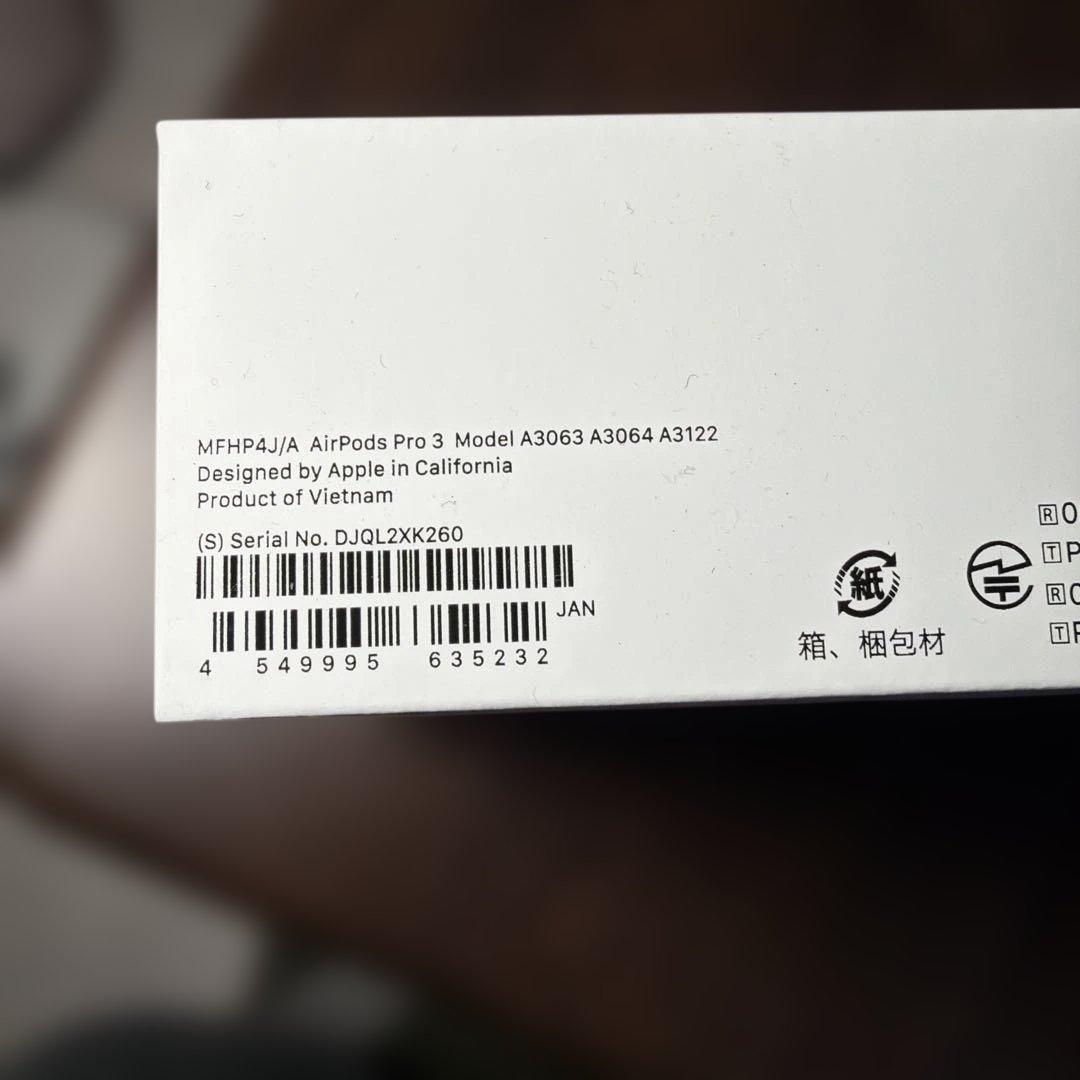 MFHP4J/A AirPods Pro 3 Model A3063 A3064 A3122
Designed by Apple in California
Product of Vietnam
(S) Serial No. DJQL2XK260
JAN
4 549995 635232
紙
箱、梱包材
R
T
R
T